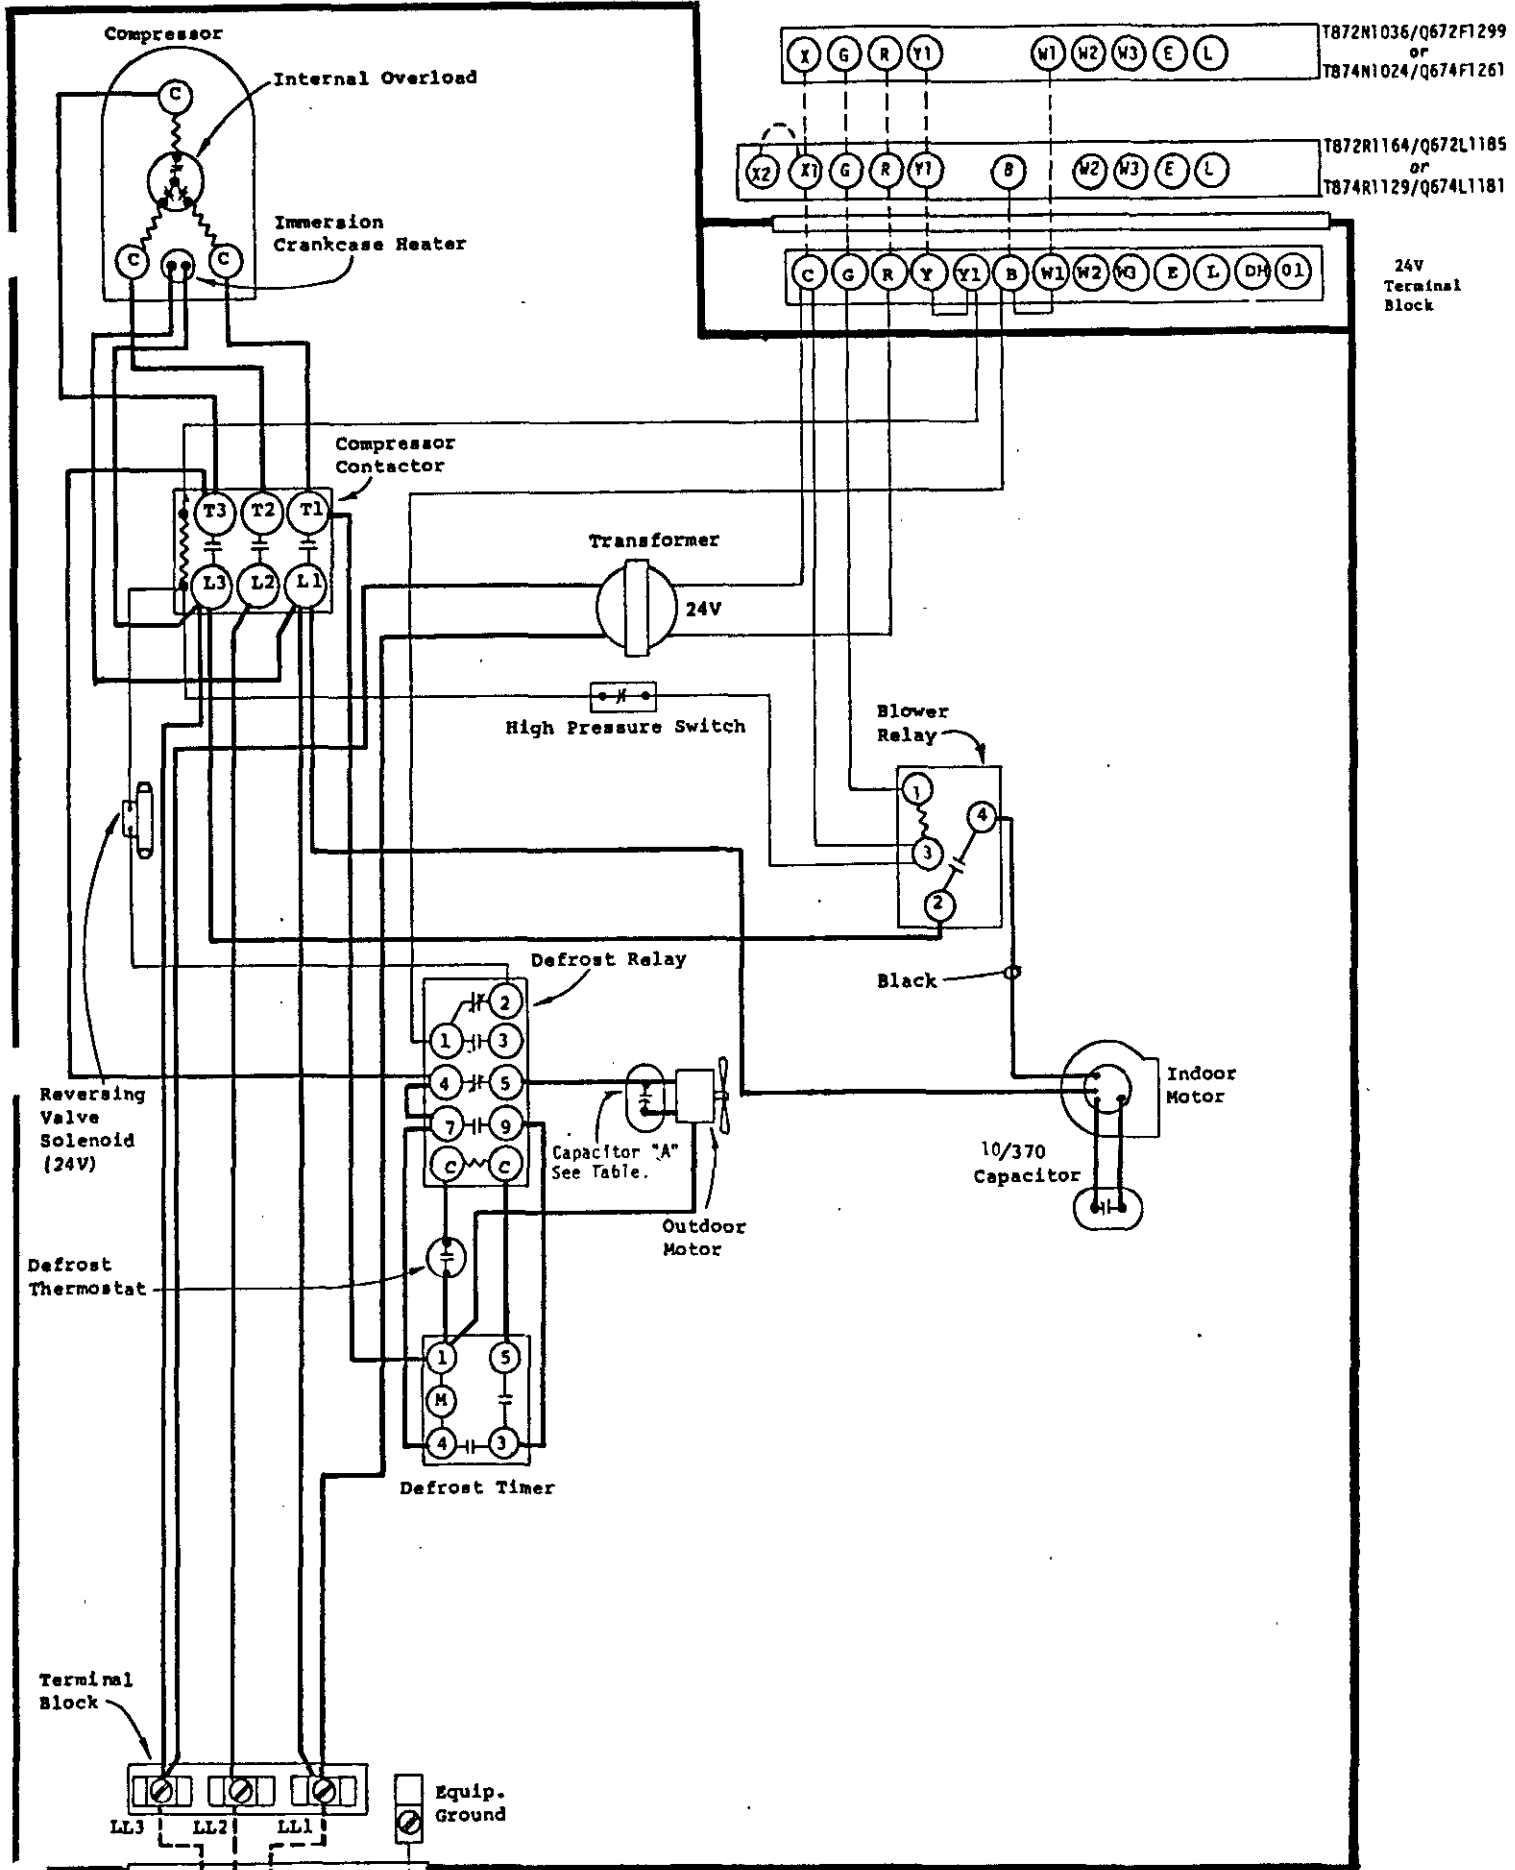 Compressor
Internal Overload
C
Immersion
Crankcase Heater
C
C
X G R Y1 W1 W2 W3 E L
T872N1036/Q672F1299
or
T874N1024/Q674F1261
X2 X1 G R Y1 B W2 W3 E L
T872R1164/Q672L1185
or
T874R1129/Q674L1181
C G R Y Y1 B W1 W2 W3 E L DH 01
24V
Terminal
Block
Compressor
Contactor
T3 T2 T1
L3 L2 L1
Transformer
24V
High Pressure Switch
Blower
Relay
1
4
3
2
Black
Defrost Relay
2
1 3
4 5
7 9
C C
Reversing
Valve
Solenoid
(24V)
Capacitor "A"
See Table.
Outdoor
Motor
Indoor
Motor
10/370
Capacitor
Defrost
Thermostat
1 5
M
4 3
Defrost Timer
Terminal
Block
LL3 LL2 LL1
Equip.
Ground